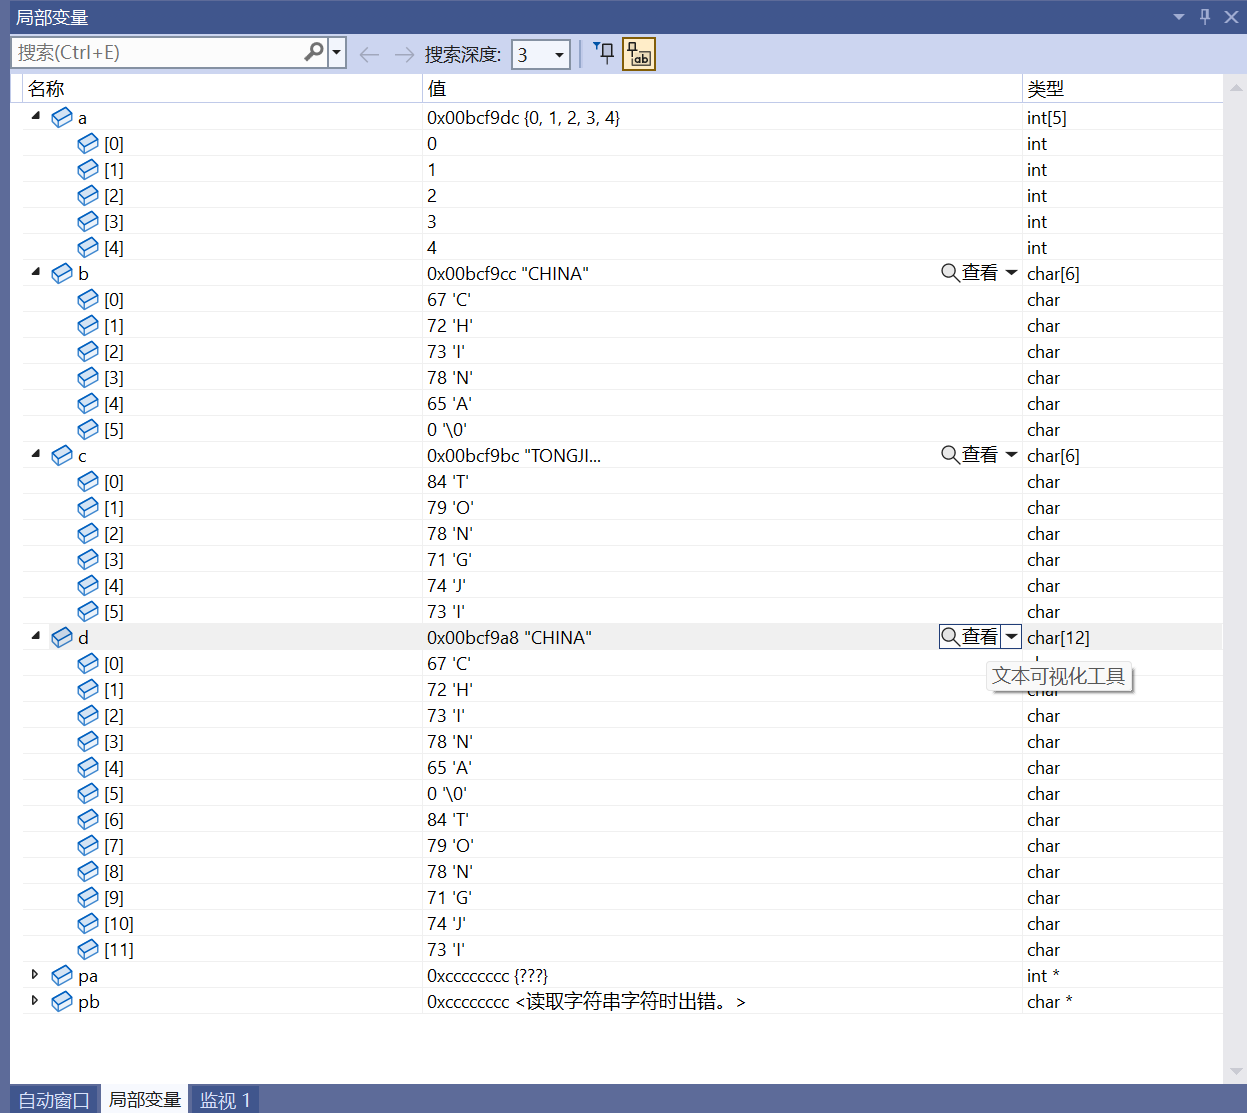 局部变量
搜索(Ctrl+E) 搜索深度: 3
名称 值 类型
a 0x00bcf9dc {0, 1, 2, 3, 4} int[5]
[0] 0 int
[1] 1 int
[2] 2 int
[3] 3 int
[4] 4 int
b 0x00bcf9cc "CHINA" 查看 char[6]
[0] 67 'C' char
[1] 72 'H' char
[2] 73 'I' char
[3] 78 'N' char
[4] 65 'A' char
[5] 0 '\0' char
c 0x00bcf9bc "TONGJI... 查看 char[6]
[0] 84 'T' char
[1] 79 'O' char
[2] 78 'N' char
[3] 71 'G' char
[4] 74 'J' char
[5] 73 'I' char
d 0x00bcf9a8 "CHINA" 查看 char[12]
[0] 67 'C'
文本可视化工具
[1] 72 'H' char
[2] 73 'I' char
[3] 78 'N' char
[4] 65 'A' char
[5] 0 '\0' char
[6] 84 'T' char
[7] 79 'O' char
[8] 78 'N' char
[9] 71 'G' char
[10] 74 'J' char
[11] 73 'I' char
pa 0xcccccccc {???} int *
pb 0xcccccccc <读取字符串字符时出错。> char *
自动窗口 局部变量 监视 1